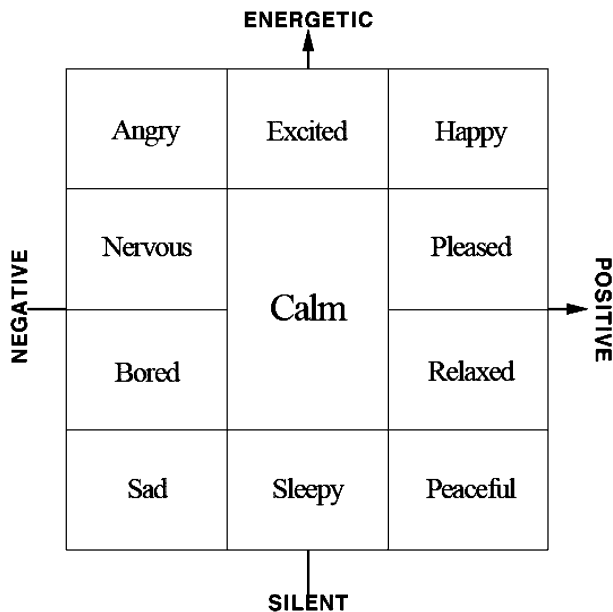 ENERGETIC
Angry Excited Happy
Nervous Pleased
NEGATIVE Calm POSITIVE
Bored Relaxed
Sad Sleepy Peaceful
SILENT